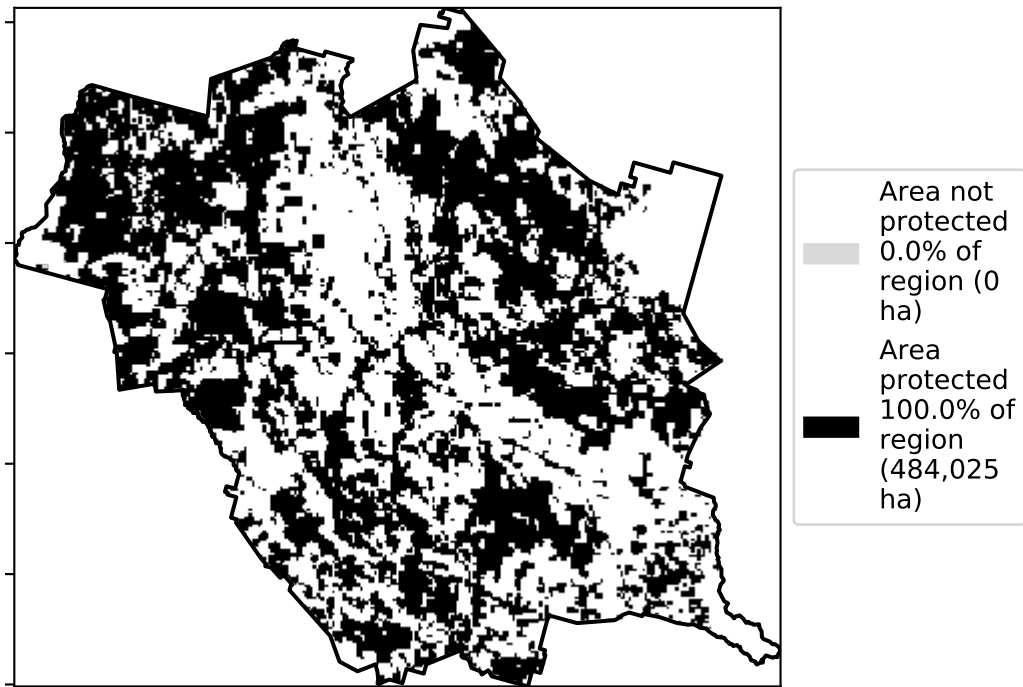 Area not
protected
0.0% of
region (0
ha)
Area
protected
100.0% of
region
(484,025
ha)